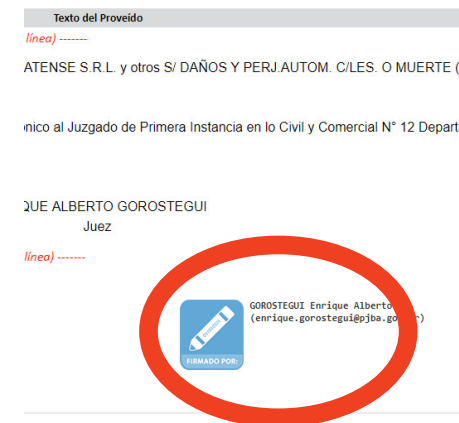 Texto del Proveído
línea) -------
ATENSE S.R.L. y otros S/ DAÑOS Y PERJ.AUTOM. C/LES. O MUERTE (
nico al Juzgado de Primera Instancia en lo Civil y Comercial N° 12 Depart
QUE ALBERTO GOROSTEGUI
Juez
línea) -------
GOROSTEGUI Enrique Alberto
(enrique.gorostegui@pjba.go r)
FIRMADO POR: